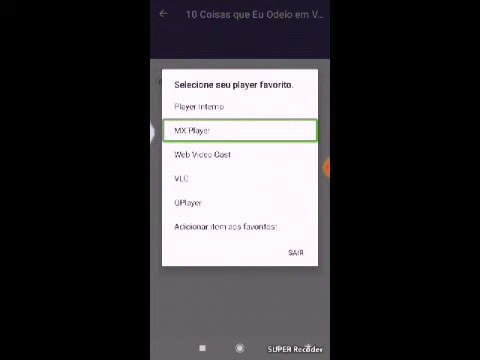 10 Coisas que Eu Odeio em V...
Selecione seu player favorito.
Player Interno
MX Player
Web Video Cast
VLC
QPlayer
Adicionar item aos favoritos!
SAIR
SUPER Recorder